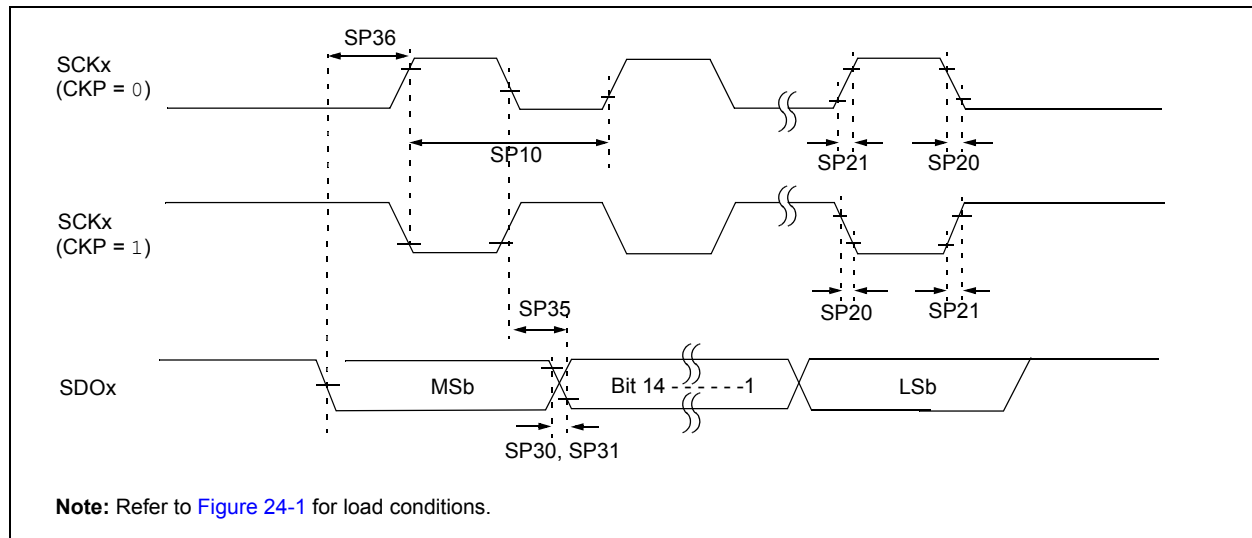 SP36
SCKx
(CKP = 0)
SP10
SP21
SP20
SCKx
(CKP = 1)
SP35
SP20
SP21
SDOx
MSb
Bit 14 - - - - - -1
LSb
SP30, SP31
Note: Refer to Figure 24-1 for load conditions.